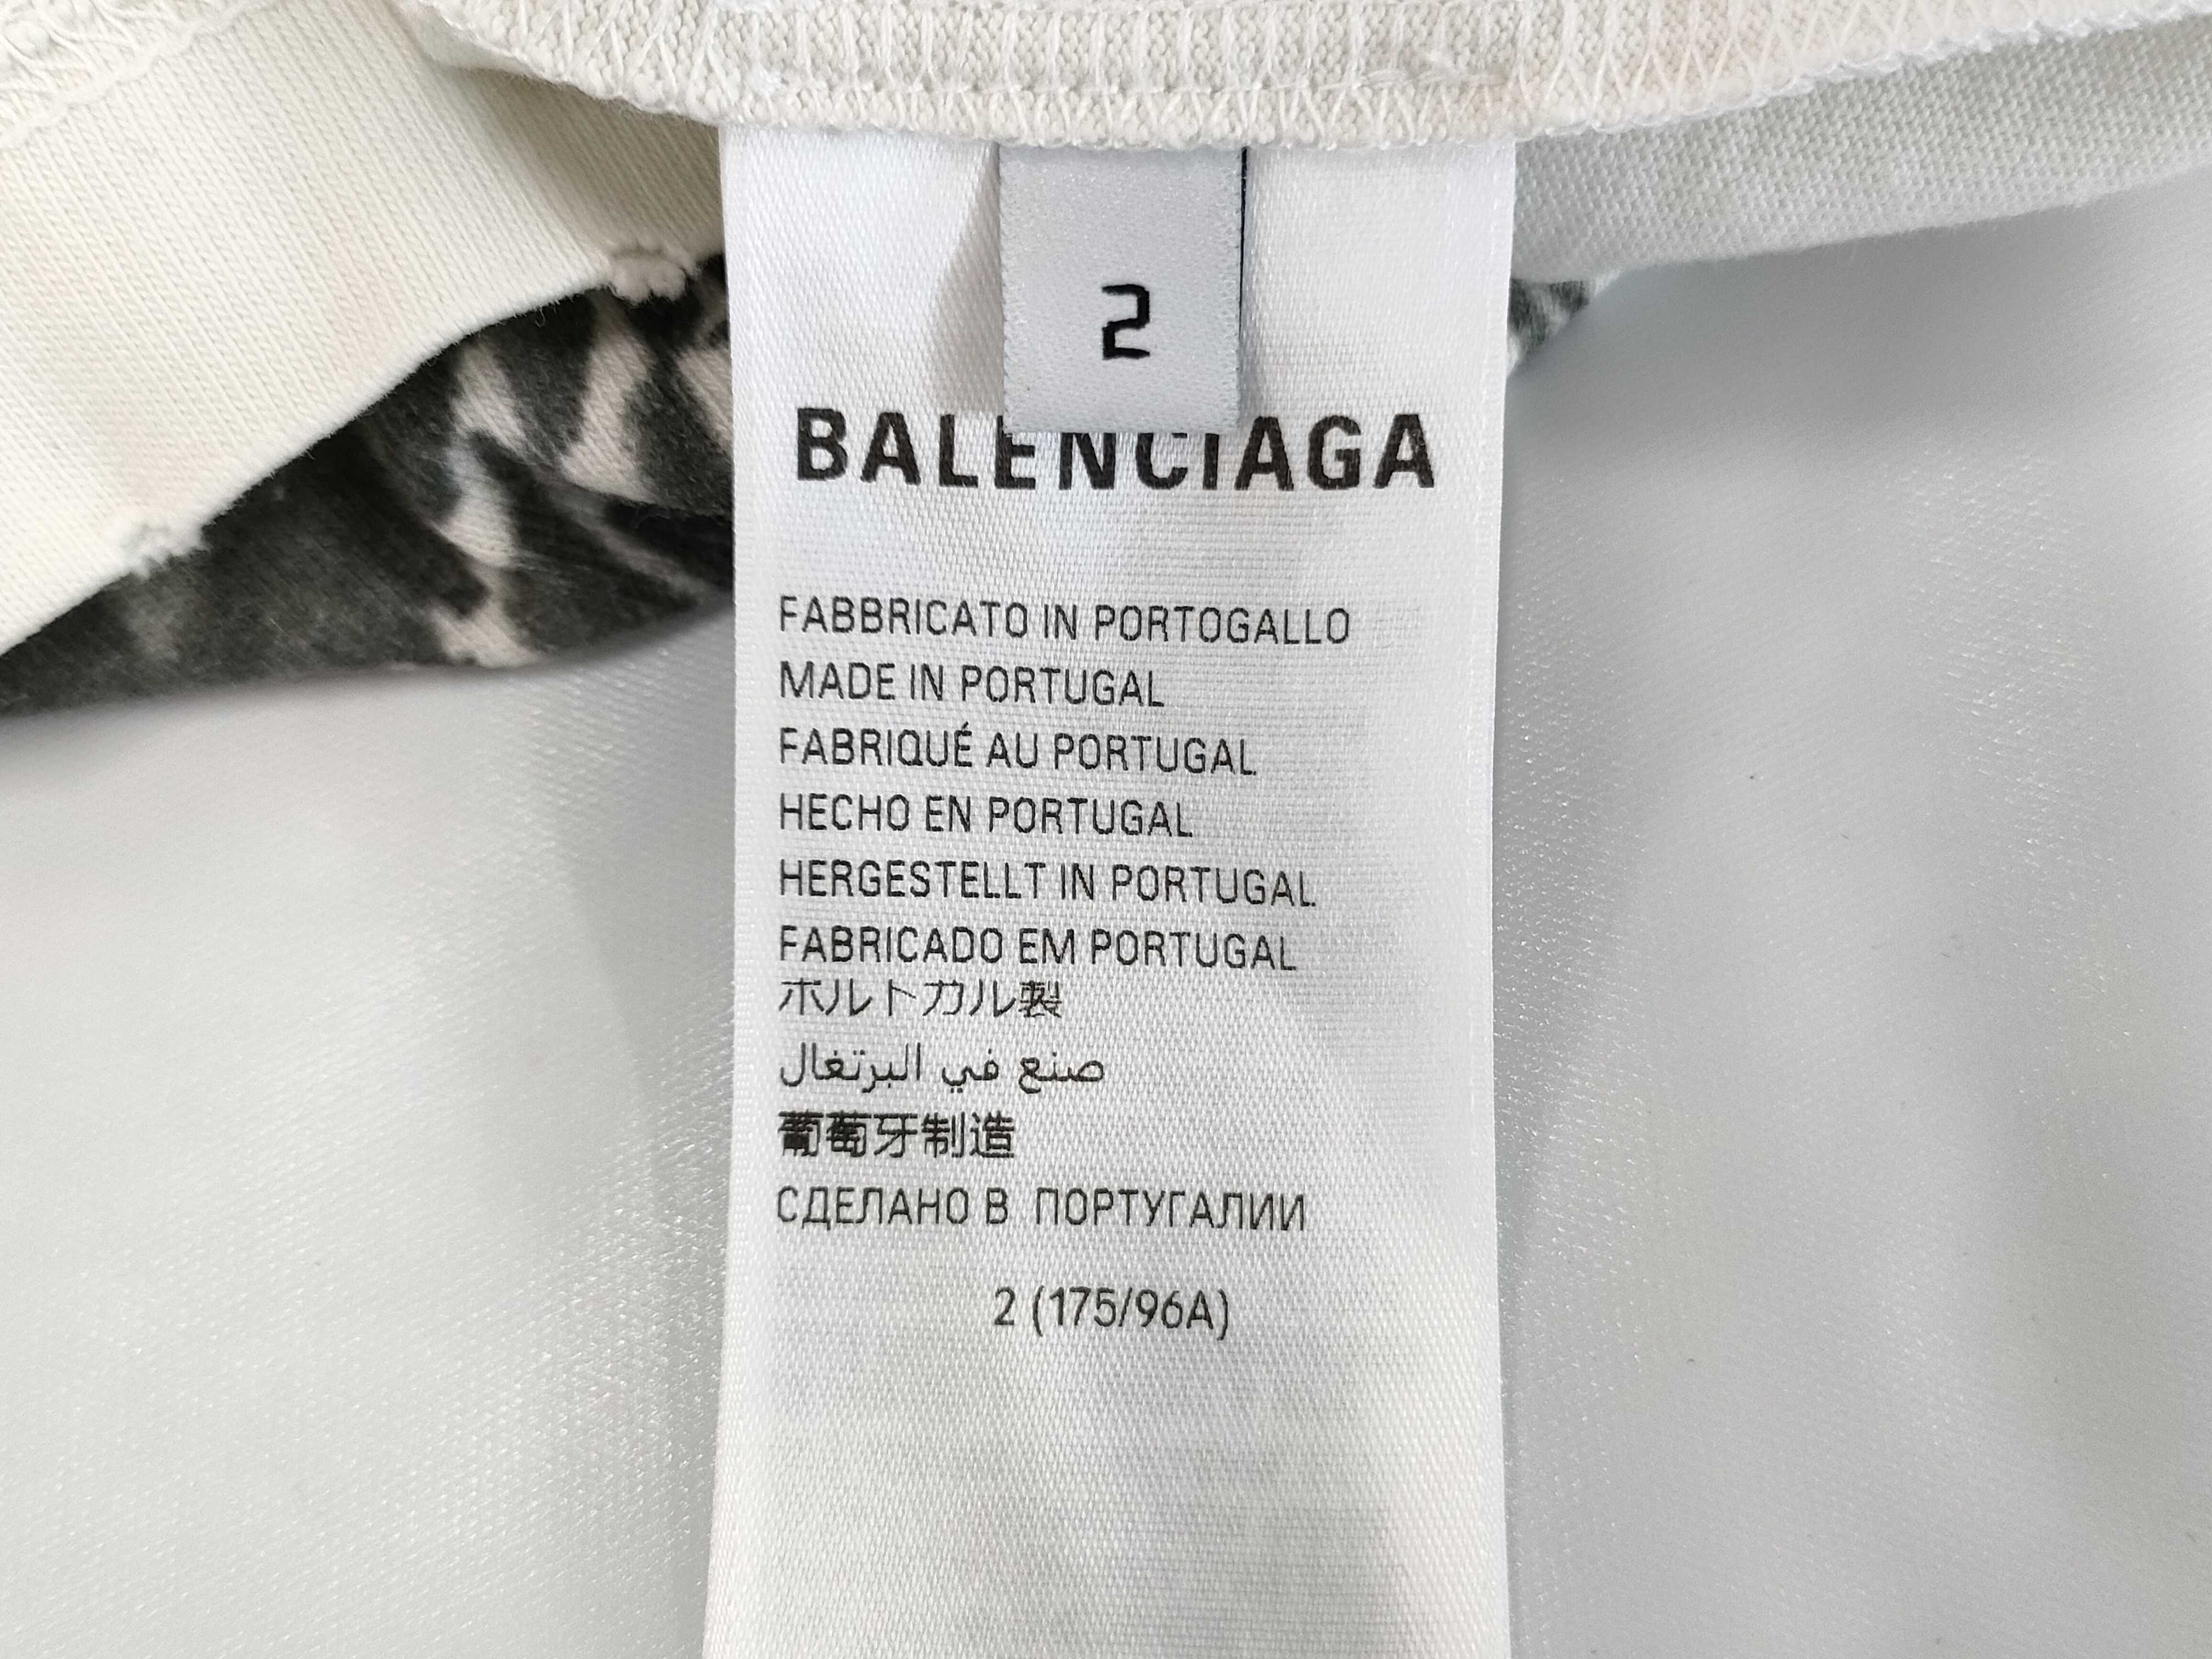 2
BALENCIAGA
FABBRICATO IN PORTOGALLO
MADE IN PORTUGAL
FABRIQUÉ AU PORTUGAL
HECHO EN PORTUGAL
HERGESTELLT IN PORTUGAL
FABRICADO EM PORTUGAL
ポルトガル製
صنع في البرتغال
葡萄牙制造
СДЕЛАНО В ПОРТУГАЛИИ
2 (175/96A)